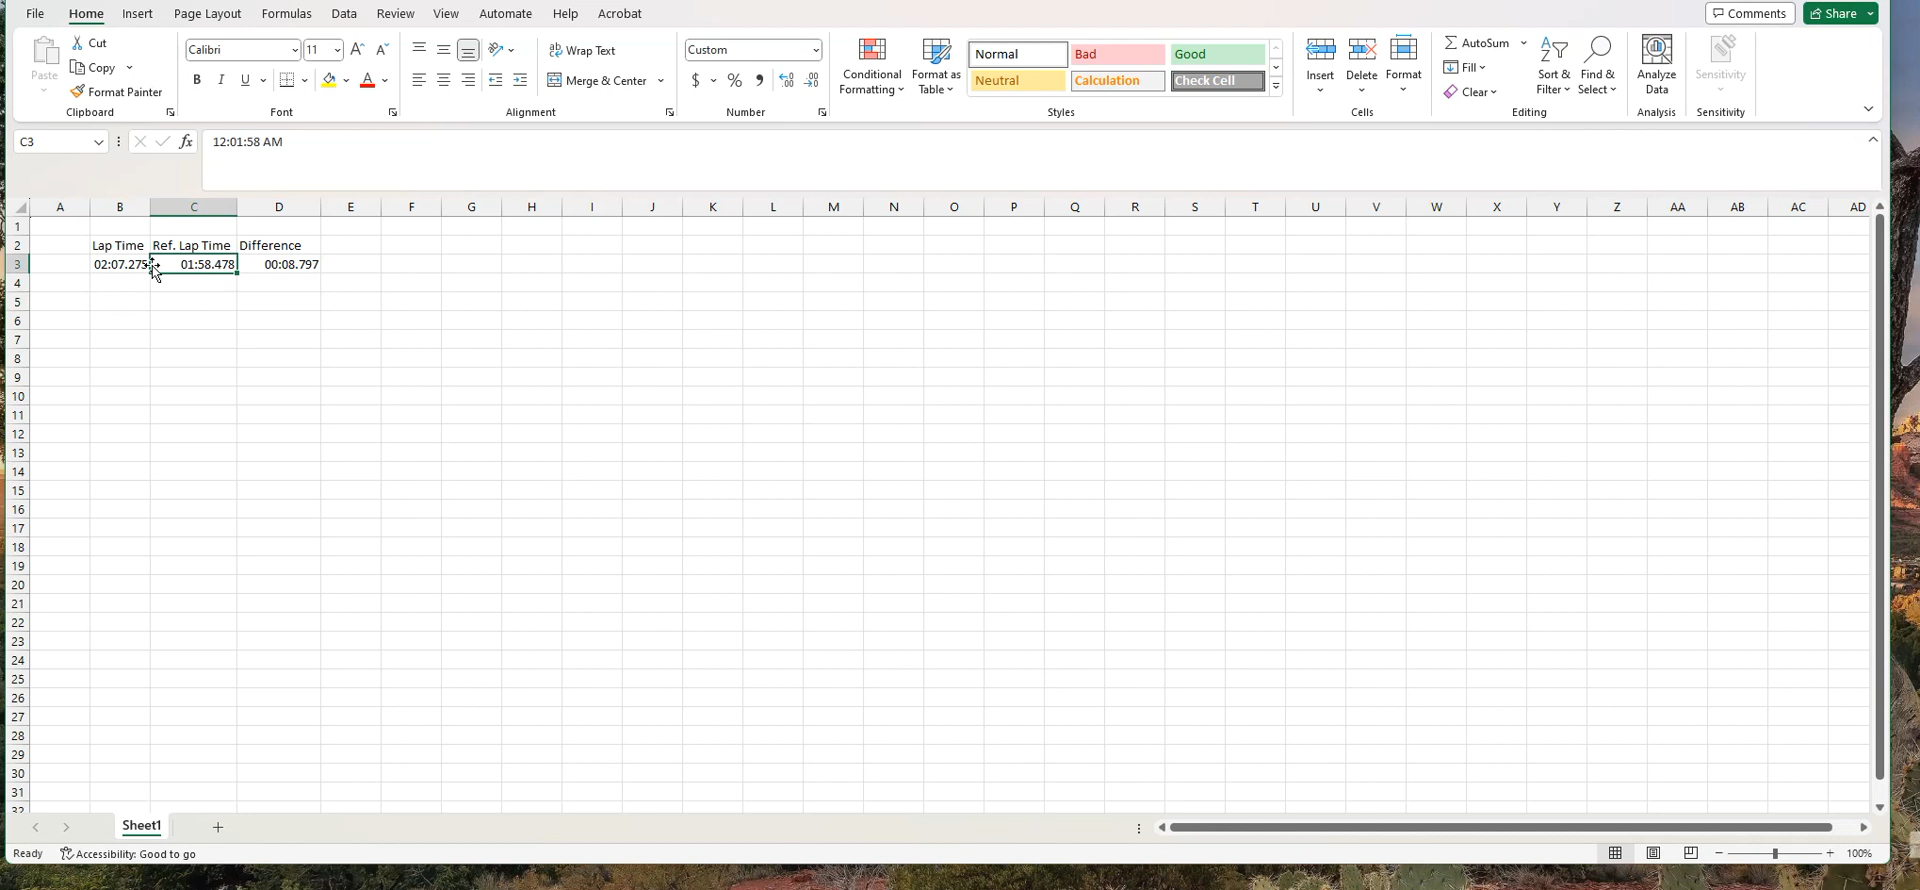 File Home Insert Page Layout Formulas Data Review View Automate Help Acrobat Comments Share
Paste Cut Copy Format Painter Clipboard
Calibri 11 B I U A Font
Wrap Text Merge & Center Alignment
Custom $ % Number
Conditional Formatting Format as Table Normal Bad Good Neutral Calculation Check Cell Styles
Insert Delete Format Cells
AutoSum Fill Clear Sort & Filter Find & Select Editing
Analyze Data Analysis
Sensitivity Sensitivity
C3 fx 12:01:58 AM
A B C D E F G H I J K L M N O P Q R S T U V W X Y Z AA AB AC AD
1
2 Lap Time Ref. Lap Time Difference
3 02:07.275 01:58.478 00:08.797
4
5
6
7
8
9
10
11
12
13
14
15
16
17
18
19
20
21
22
23
24
25
26
27
28
29
30
31
32
Sheet1
Ready Accessibility: Good to go 100%